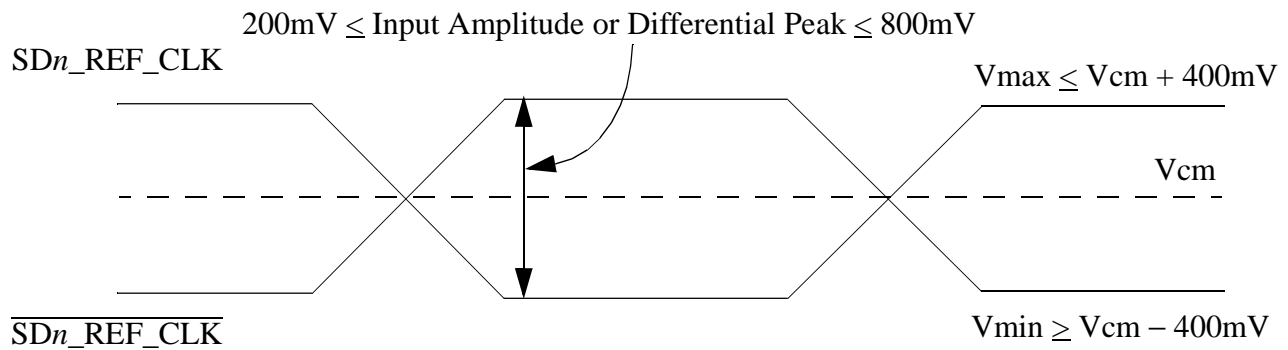 200mV ≤ Input Amplitude or Differential Peak ≤ 800mV
SDn_REF_CLK
Vmax ≤ Vcm + 400mV
Vcm
SDn_REF_CLK
Vmin ≥ Vcm − 400mV